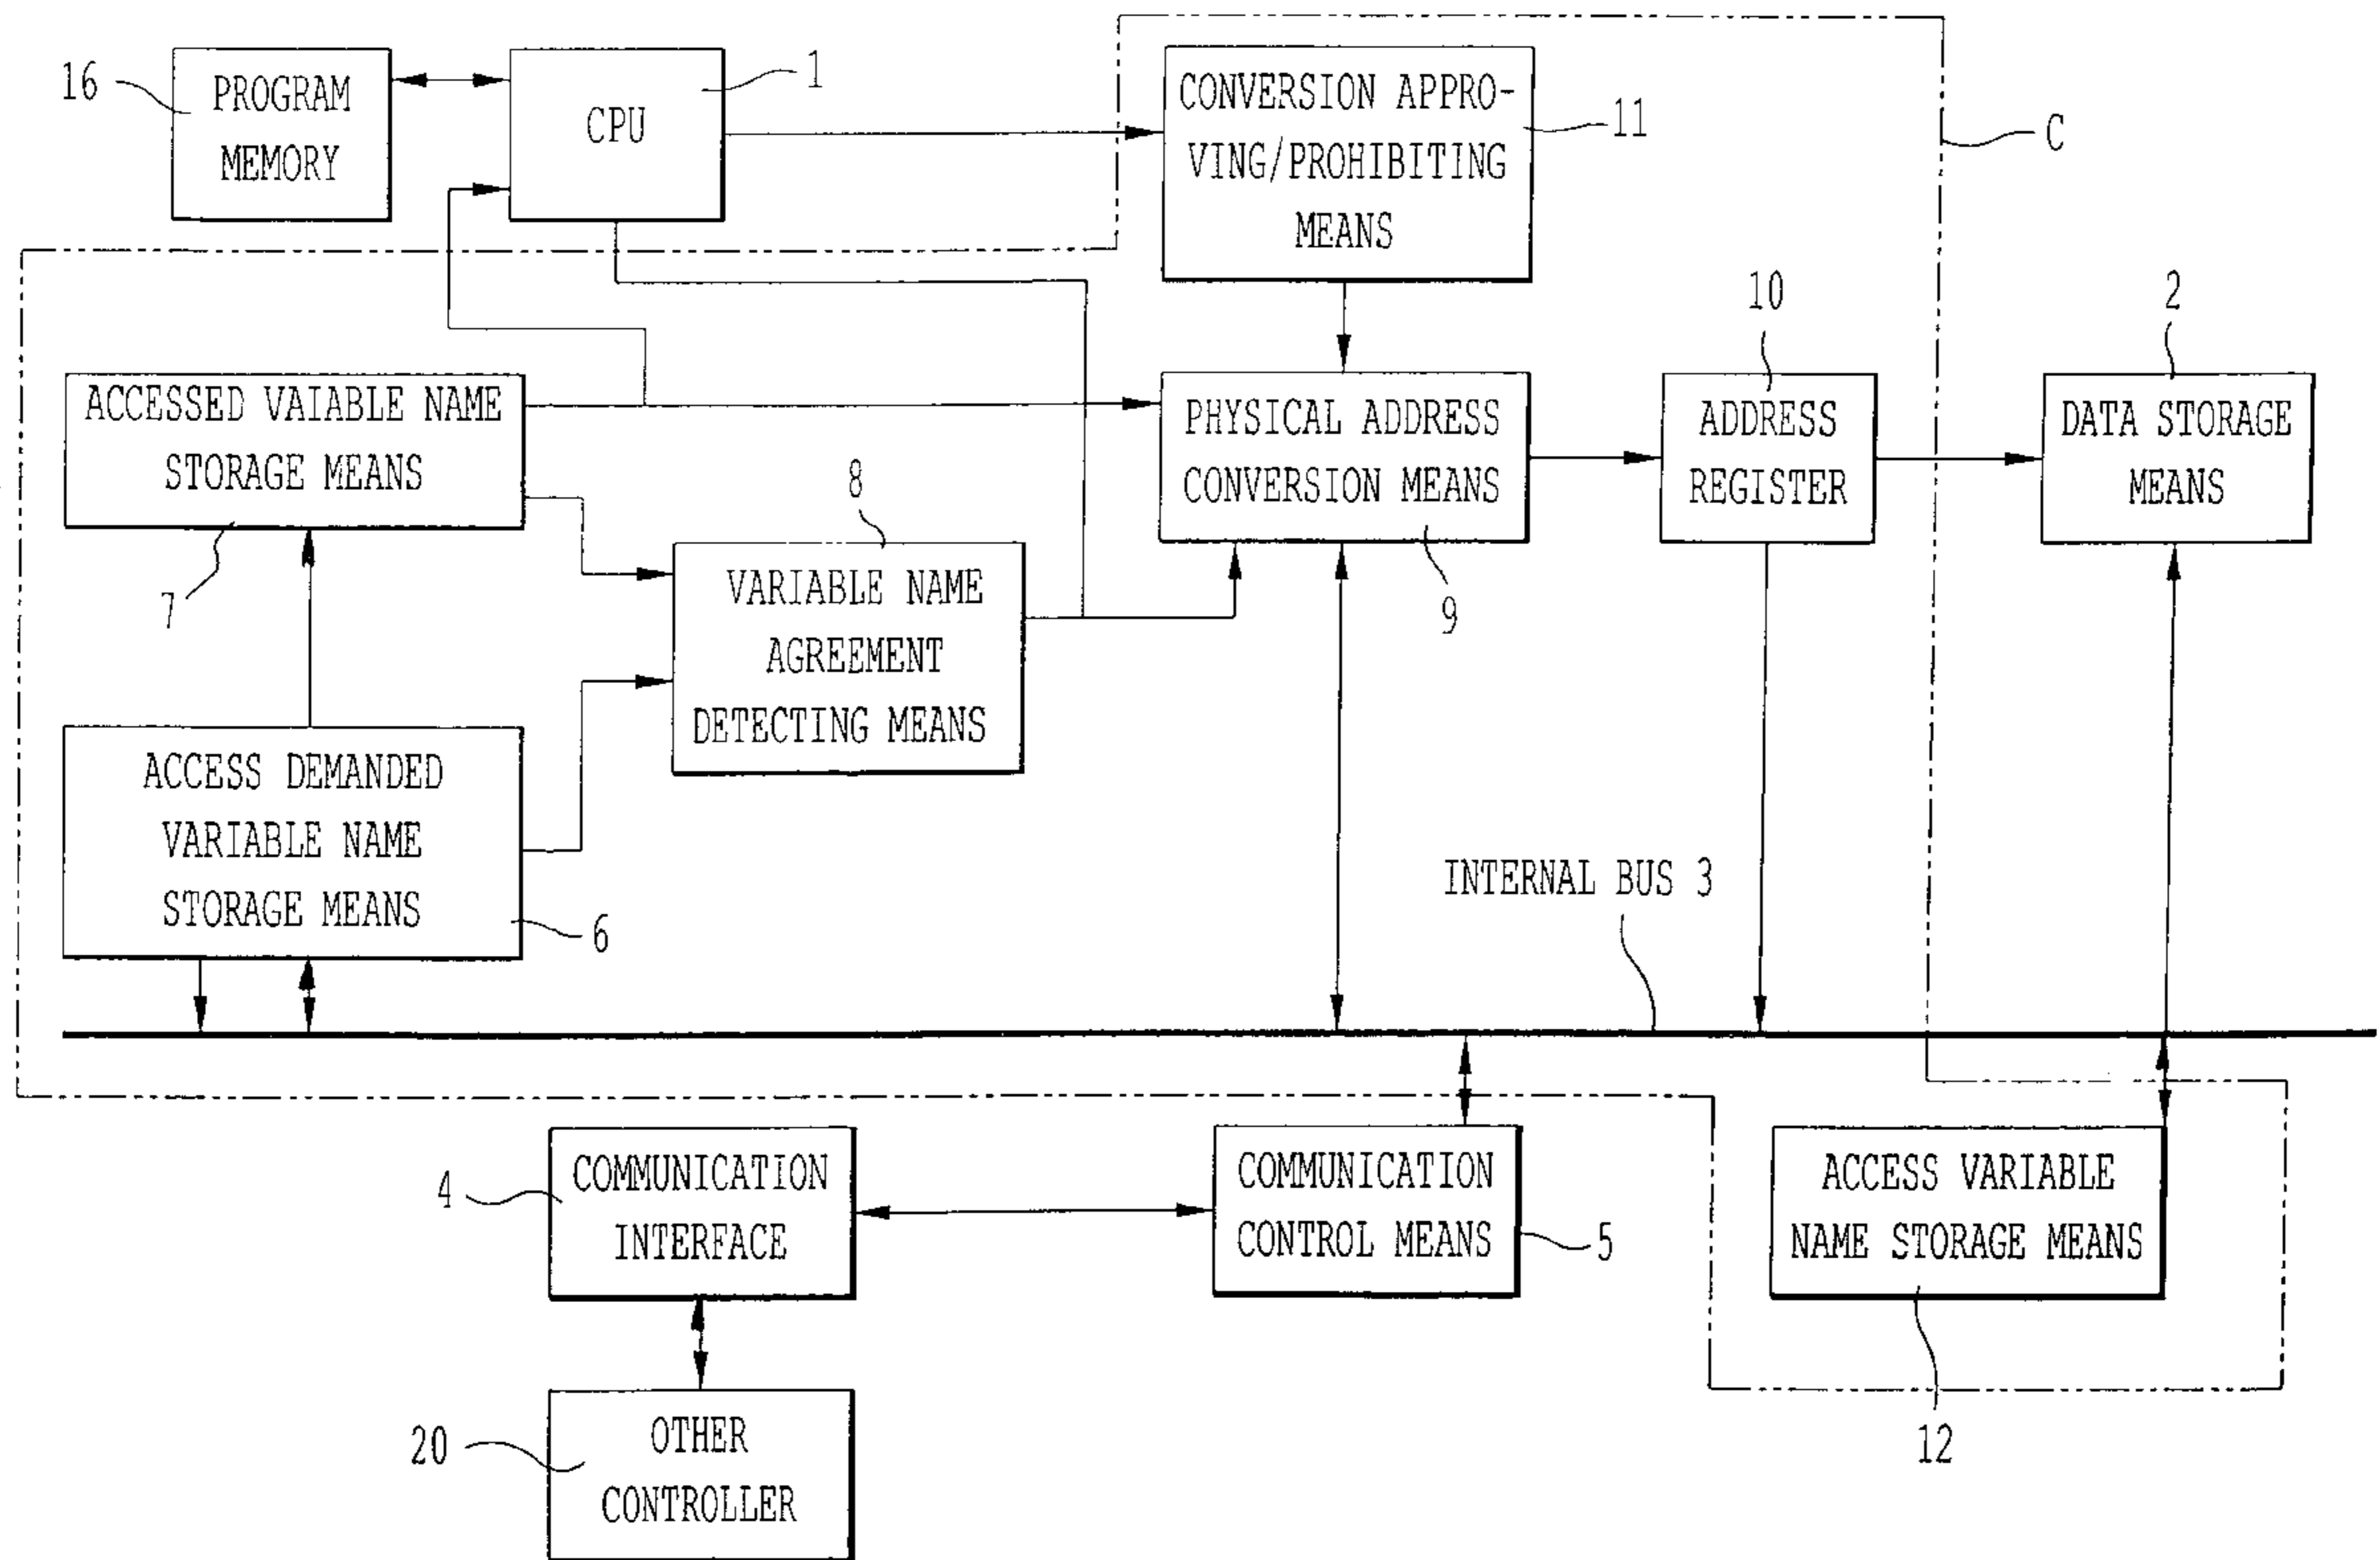 16
PROGRAM
MEMORY
CPU
1
CONVERSION APPRO-
VING/PROHIBITING
MEANS
11
C
ACCESSED VAIABLE NAME
STORAGE MEANS
7
8
VARIABLE NAME
AGREEMENT
DETECTING MEANS
PHYSICAL ADDRESS
CONVERSION MEANS
9
10
ADDRESS
REGISTER
2
DATA STORAGE
MEANS
ACCESS DEMANDED
VARIABLE NAME
STORAGE MEANS
6
INTERNAL BUS 3
4
COMMUNICATION
INTERFACE
COMMUNICATION
CONTROL MEANS
5
ACCESS VARIABLE
NAME STORAGE MEANS
12
20
OTHER
CONTROLLER